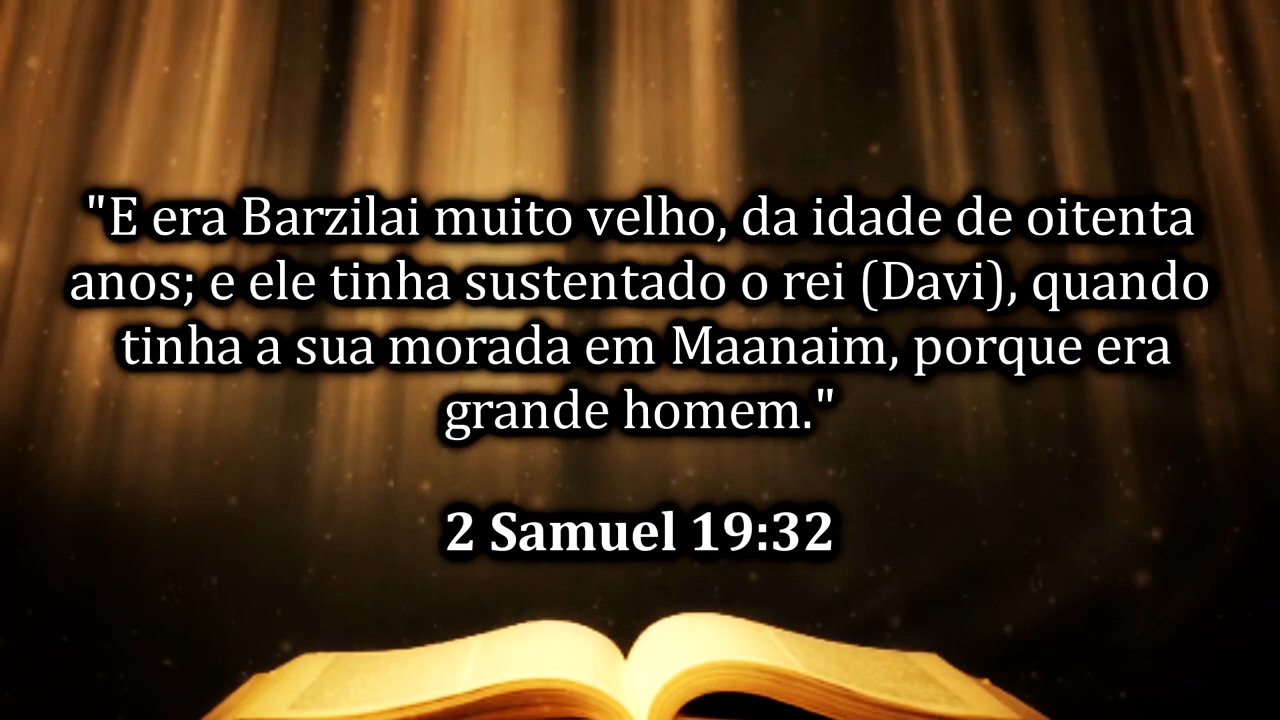 "E era Barzilai muito velho, da idade de oitenta
anos; e ele tinha sustentado o rei (Davi), quando
tinha a sua morada em Maanaim, porque era
grande homem."
2 Samuel 19:32